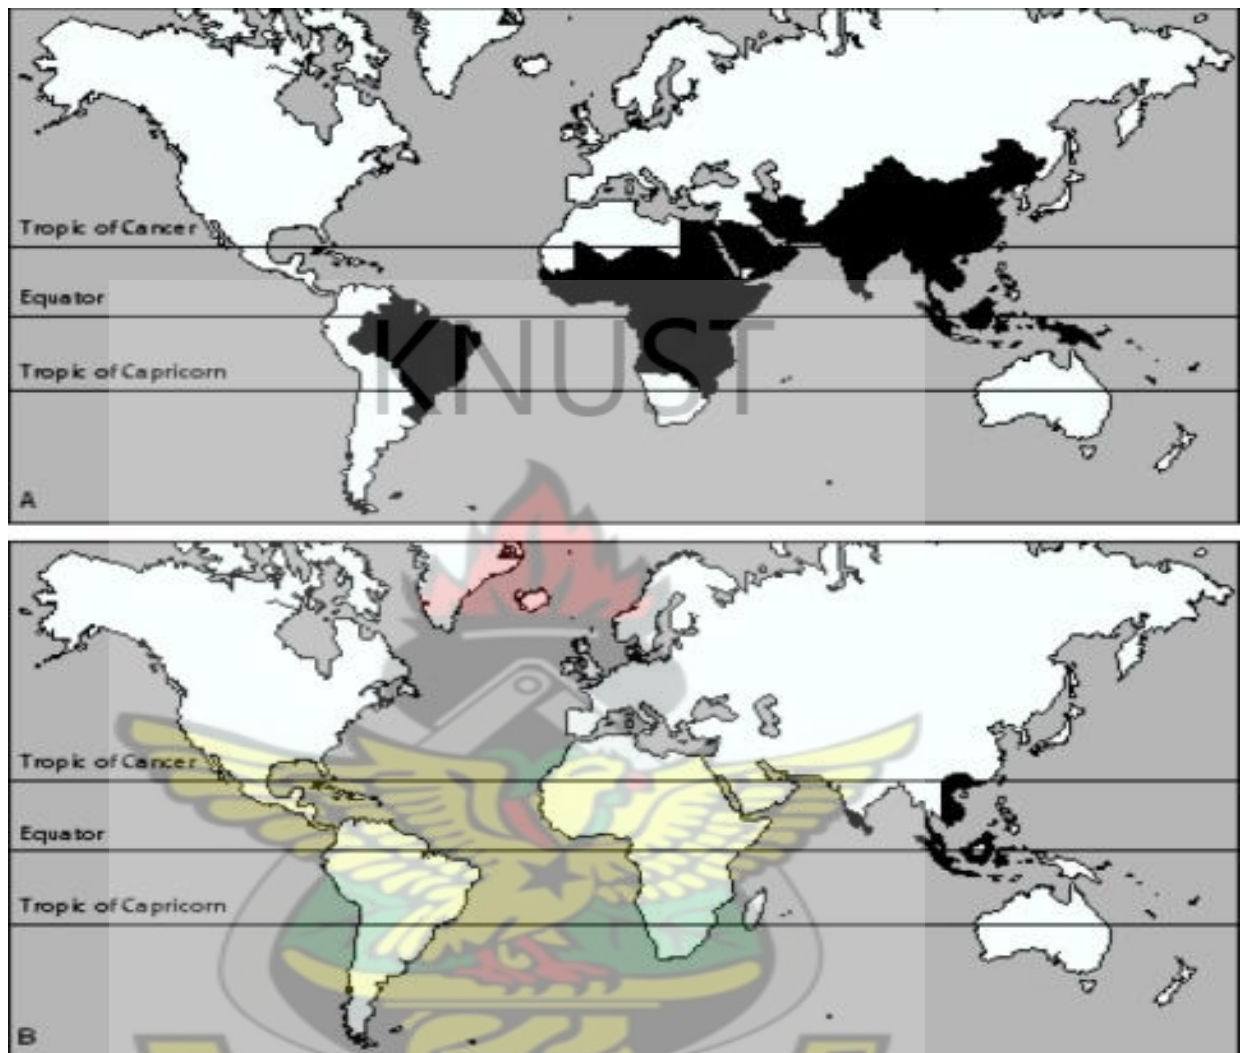 Tropic of Cancer
Equator
KNUST
Tropic of Capricorn
A
Tropic of Cancer
Equator
Tropic of Capricorn
B